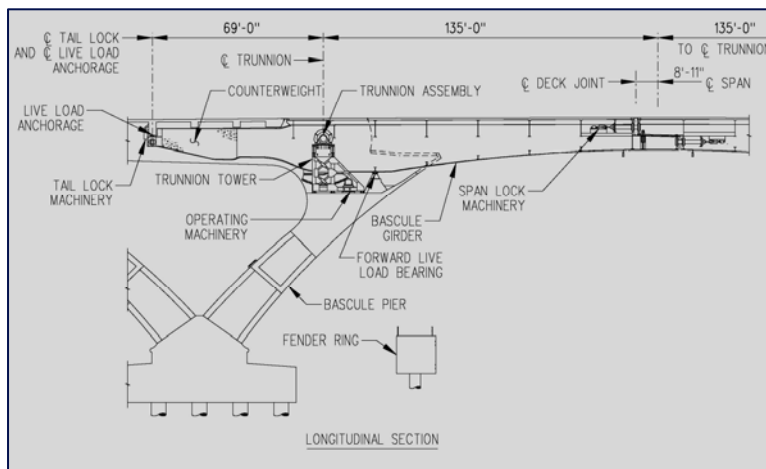 69'-0"
135'-0"
135'-0"
℄ TAIL LOCK
AND ℄ LIVE LOAD
ANCHORAGE
℄ TRUNNION
TO ℄ TRUNNION
8'-11"
℄ DECK JOINT
℄ SPAN
COUNTERWEIGHT
TRUNNION ASSEMBLY
LIVE LOAD
ANCHORAGE
TRUNNION TOWER
TAIL LOCK
MACHINERY
OPERATING
MACHINERY
BASCULE
GIRDER
SPAN LOCK
MACHINERY
FORWARD LIVE
LOAD BEARING
BASCULE PIER
FENDER RING
LONGITUDINAL SECTION